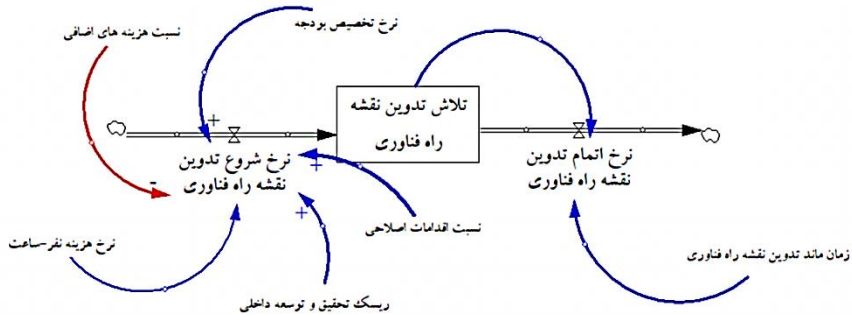 نرخ تخصیص بودجه
نسبت هزینه های اضافی
تلاش تدوین نقشه
راه فناوری
+
نرخ شروع تدوین
نقشه راه فناوری
نرخ اتمام تدوین
نقشه راه فناوری
+
-
+
نسبت اقدامات اصلاحی
نرخ هزینه نفر-ساعت
زمان ماند تدوین نقشه راه فناوری
ریسک تحقیق و توسعه داخلی